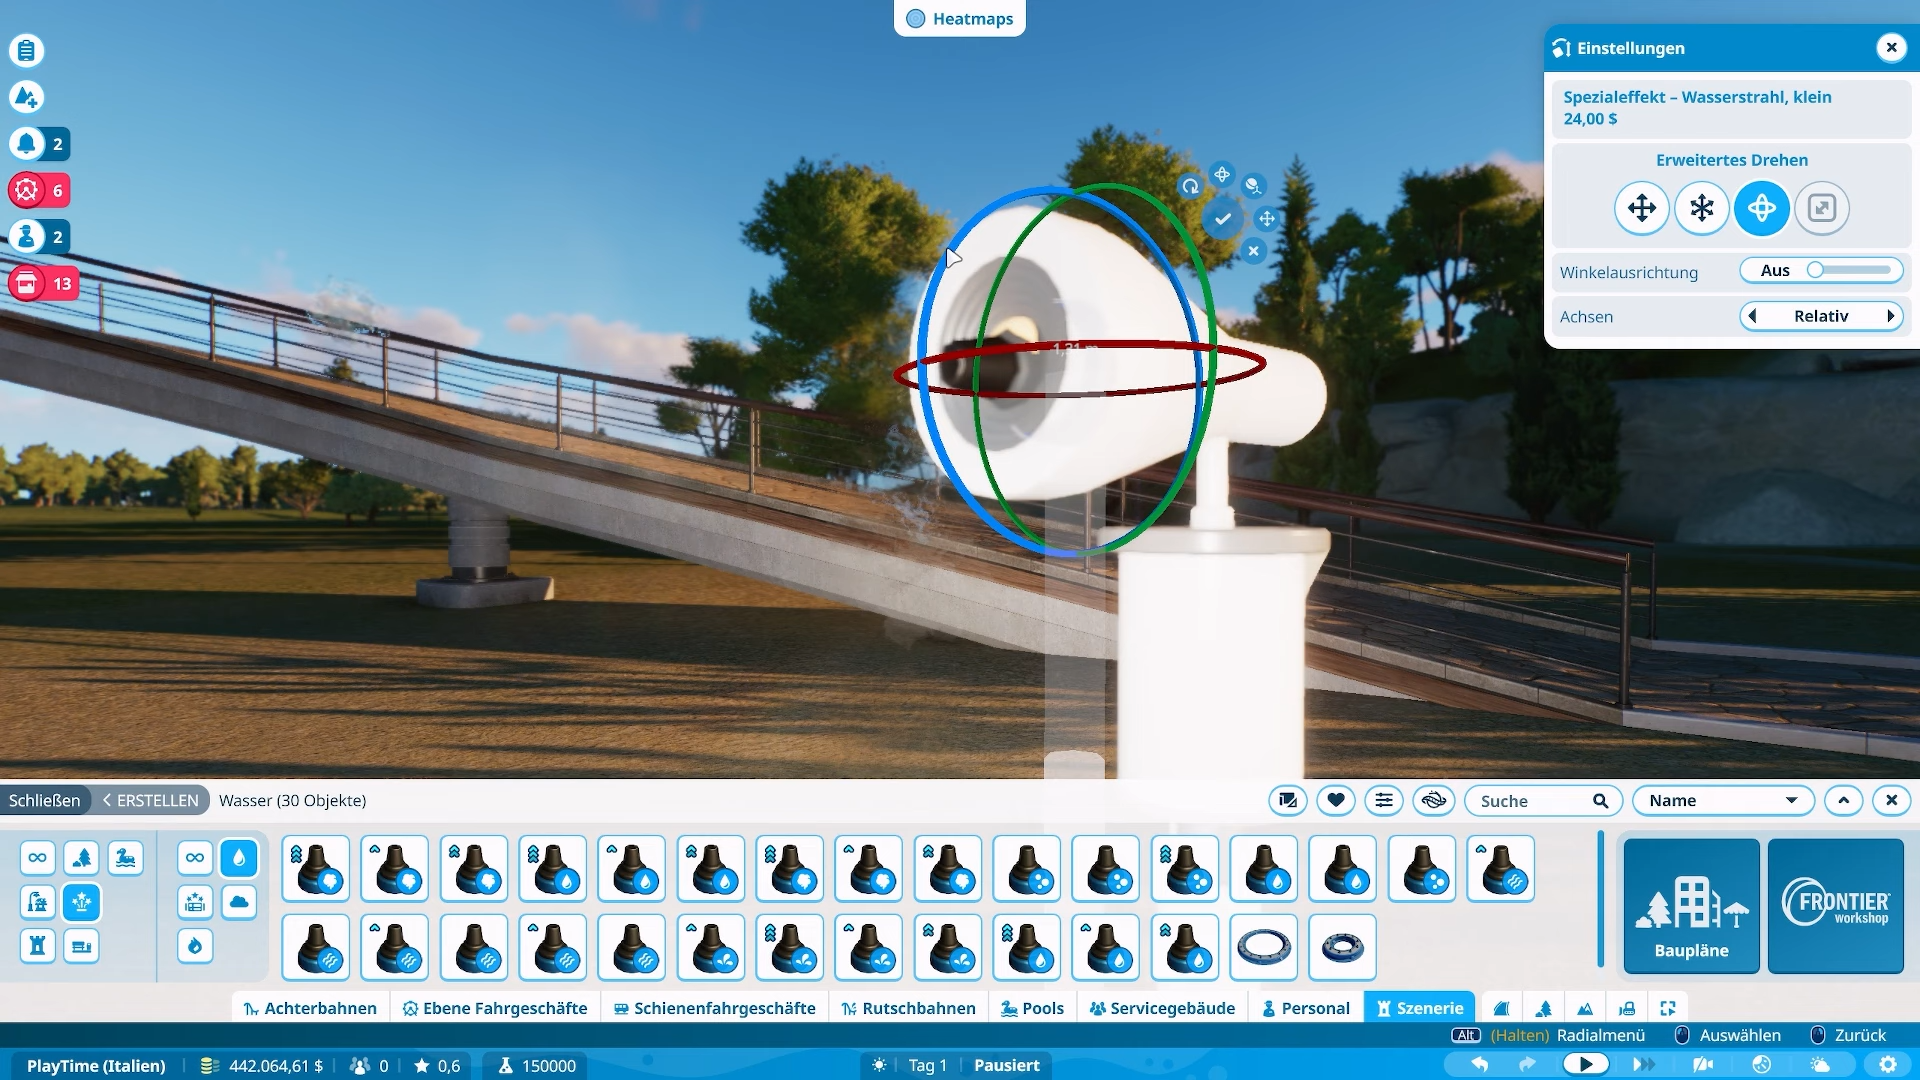 Heatmaps
2
6
2
13
Einstellungen
Spezialeffekt – Wasserstrahl, klein
24,00 $
Erweitertes Drehen
Winkelausrichtung
Aus
Achsen
Relativ
Schließen
ERSTELLEN
Wasser (30 Objekte)
Suche
Name
Baupläne
FRONTIER
workshop
Achterbahnen
Ebene Fahrgeschäfte
Schienenfahrgeschäfte
Rutschbahnen
Pools
Servicegebäude
Personal
Szenerie
Alt (Halten) Radialmenü
Auswählen
Zurück
PlayTime (Italien)
442.064,61 $
0
0,6
150000
Tag 1
Pausiert